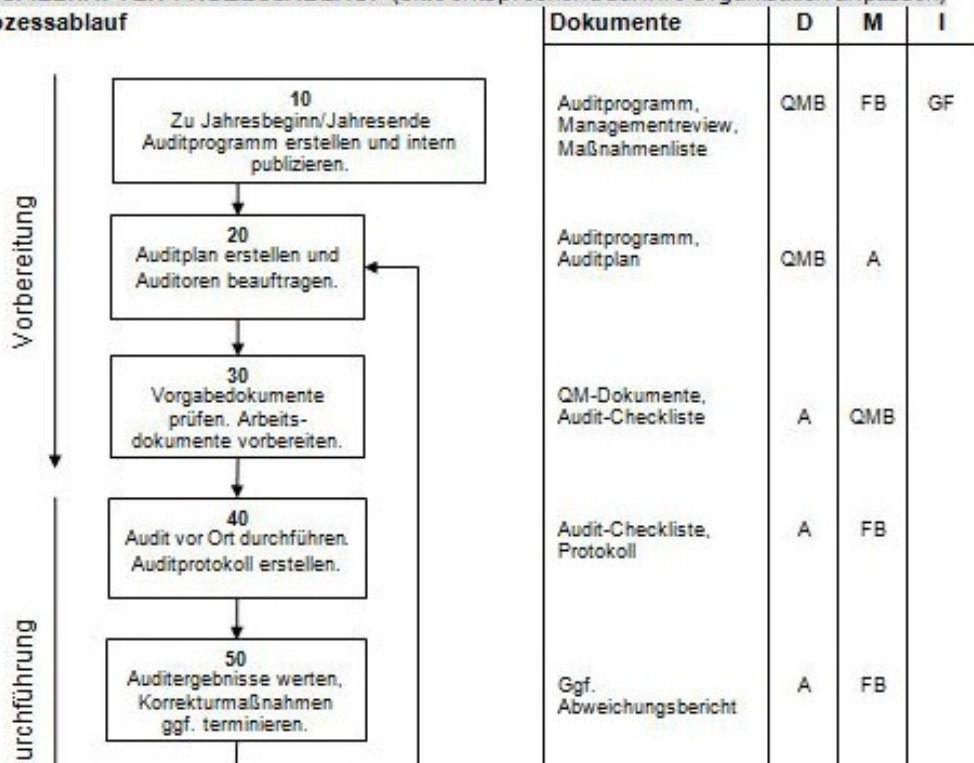 Prozessablauf
Dokumente D M I
10
Zu Jahresbeginn/Jahresende
Auditprogramm erstellen und intern
publizieren.
Auditprogramm,
Managementreview,
Maßnahmenliste
QMB FB GF
Vorbereitung
20
Auditplan erstellen und
Auditoren beauftragen.
Auditprogramm,
Auditplan
QMB A
30
Vorgabedokumente
prüfen. Arbeits-
dokumente vorbereiten.
QM-Dokumente,
Audit-Checkliste
A QMB
40
Audit vor Ort durchführen.
Auditprotokoll erstellen.
Audit-Checkliste,
Protokoll
A FB
urchführung
50
Auditergebnisse werten,
Korrekturmaßnahmen
ggf. terminieren.
Ggf.
Abweichungsbericht
A FB